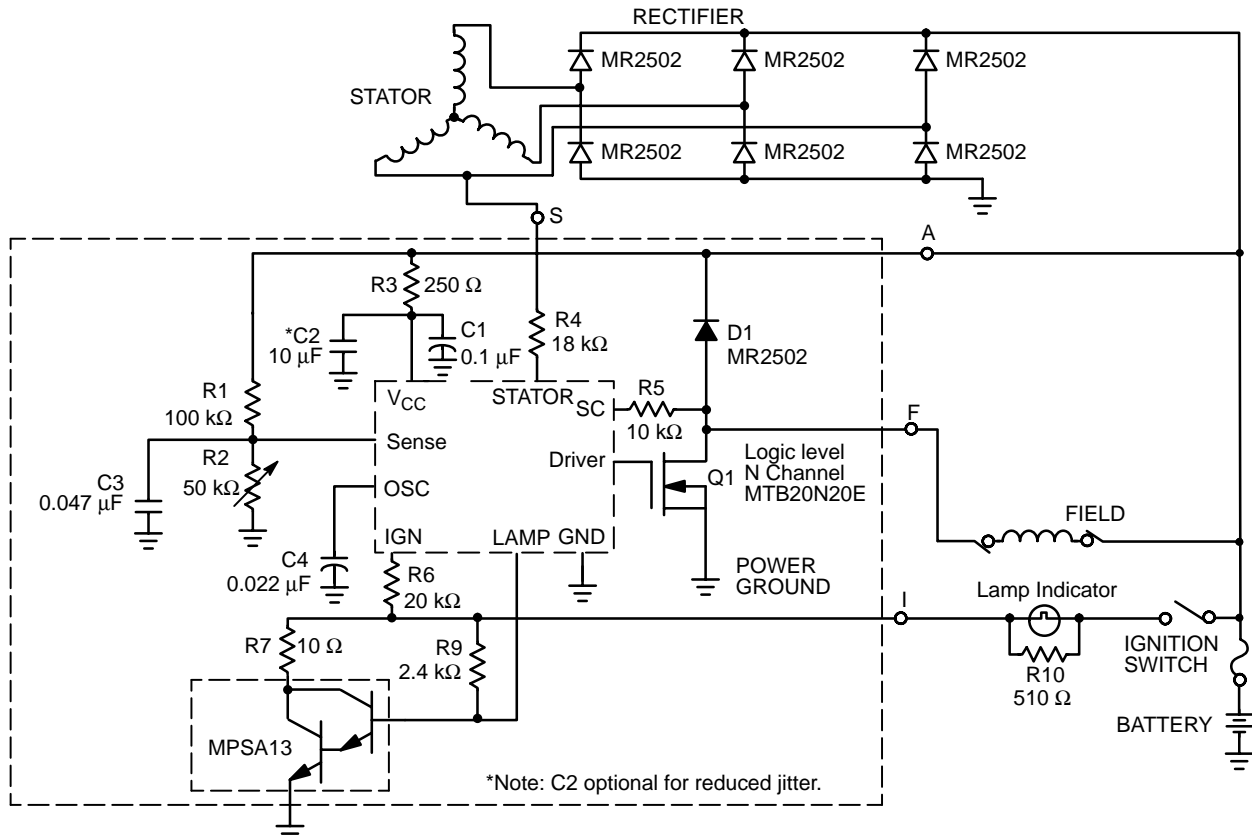 RECTIFIER
MR2502 MR2502 MR2502
STATOR
MR2502 MR2502 MR2502
S
A
R3 250 Ω
*C2
10 µF
C1
0.1 µF
R4
18 kΩ
D1
MR2502
R1
100 kΩ
VCC
STATOR
SC
R5
10 kΩ
F
Sense
Driver
Logic level
N Channel
MTB20N20E
Q1
R2
50 kΩ
C3
0.047 µF
OSC
IGN
LAMP
GND
FIELD
C4
0.022 µF
R6
20 kΩ
POWER
GROUND
I
Lamp Indicator
R7 10 Ω
R9
2.4 kΩ
R10
510 Ω
IGNITION
SWITCH
BATTERY
MPSA13
*Note: C2 optional for reduced jitter.